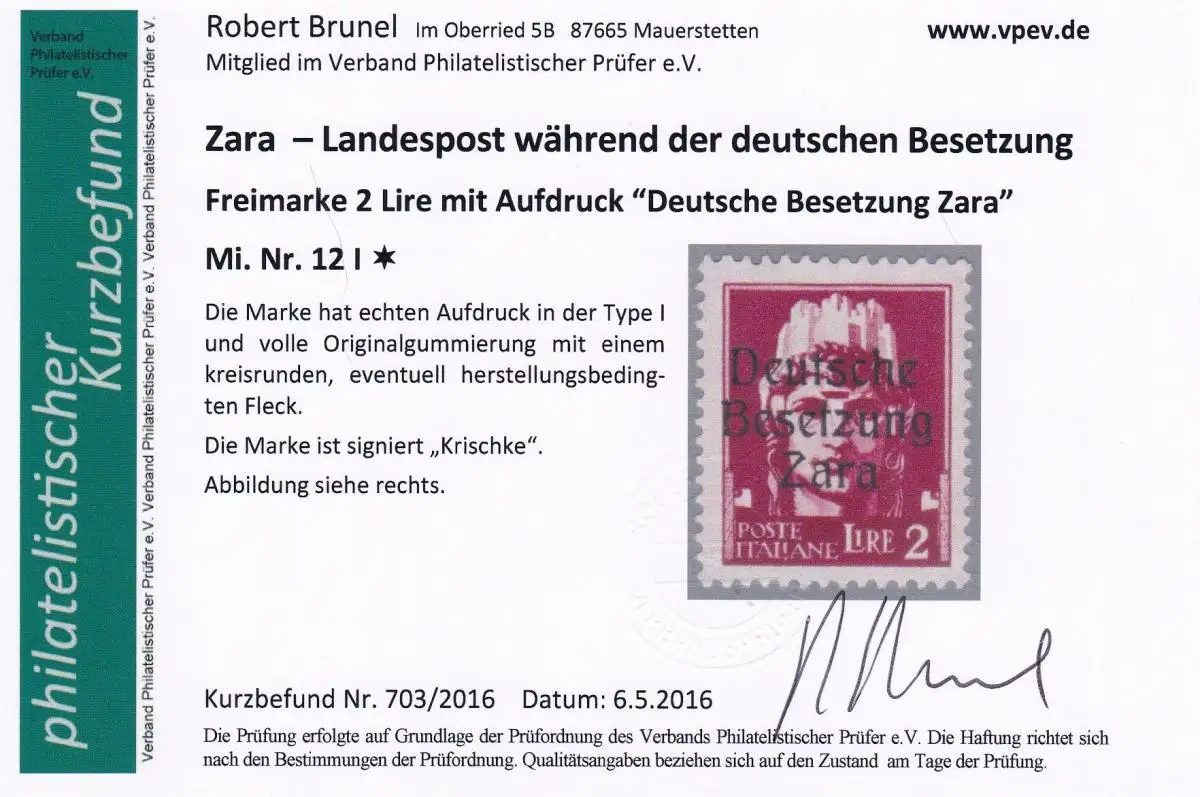 Verband
Philatelistischer
Prüfer e.V.
philatelistischer
Kurzbefund
Verband Philatelistischer Prüfer e.V. Verband Philatelistischer Prüfer e.V. Verband Philatelistischer Prüfer e.V. Verband Philatelistischer Prüfer e.V.
Robert Brunel Im Oberried 5B 87665 Mauerstetten
www.vpev.de
Mitglied im Verband Philatelistischer Prüfer e.V.
Zara – Landespost während der deutschen Besetzung
Freimarke 2 Lire mit Aufdruck “Deutsche Besetzung Zara”
Mi. Nr. 12 I ✶
Die Marke hat echten Aufdruck in der Type I
und volle Originalgummierung mit einem
kreisrunden, eventuell herstellungsbeding-
ten Fleck.
Die Marke ist signiert „Krischke“.
Abbildung siehe rechts.
Deutsche
Besetzung
Zara
POSTE
ITALIANE LIRE 2
Kurzbefund Nr. 703/2016 Datum: 6.5.2016
Die Prüfung erfolgte auf Grundlage der Prüfordnung des Verbands Philatelistischer Prüfer e.V. Die Haftung richtet sich
nach den Bestimmungen der Prüfordnung. Qualitätsangaben beziehen sich auf den Zustand am Tage der Prüfung.